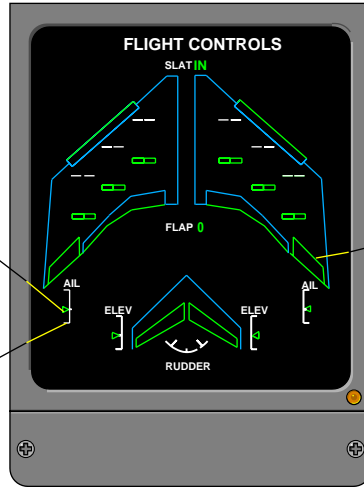 FLIGHT CONTROLS
SLAT IN
FLAP 0
AIL AIL
ELEV ELEV
RUDDER